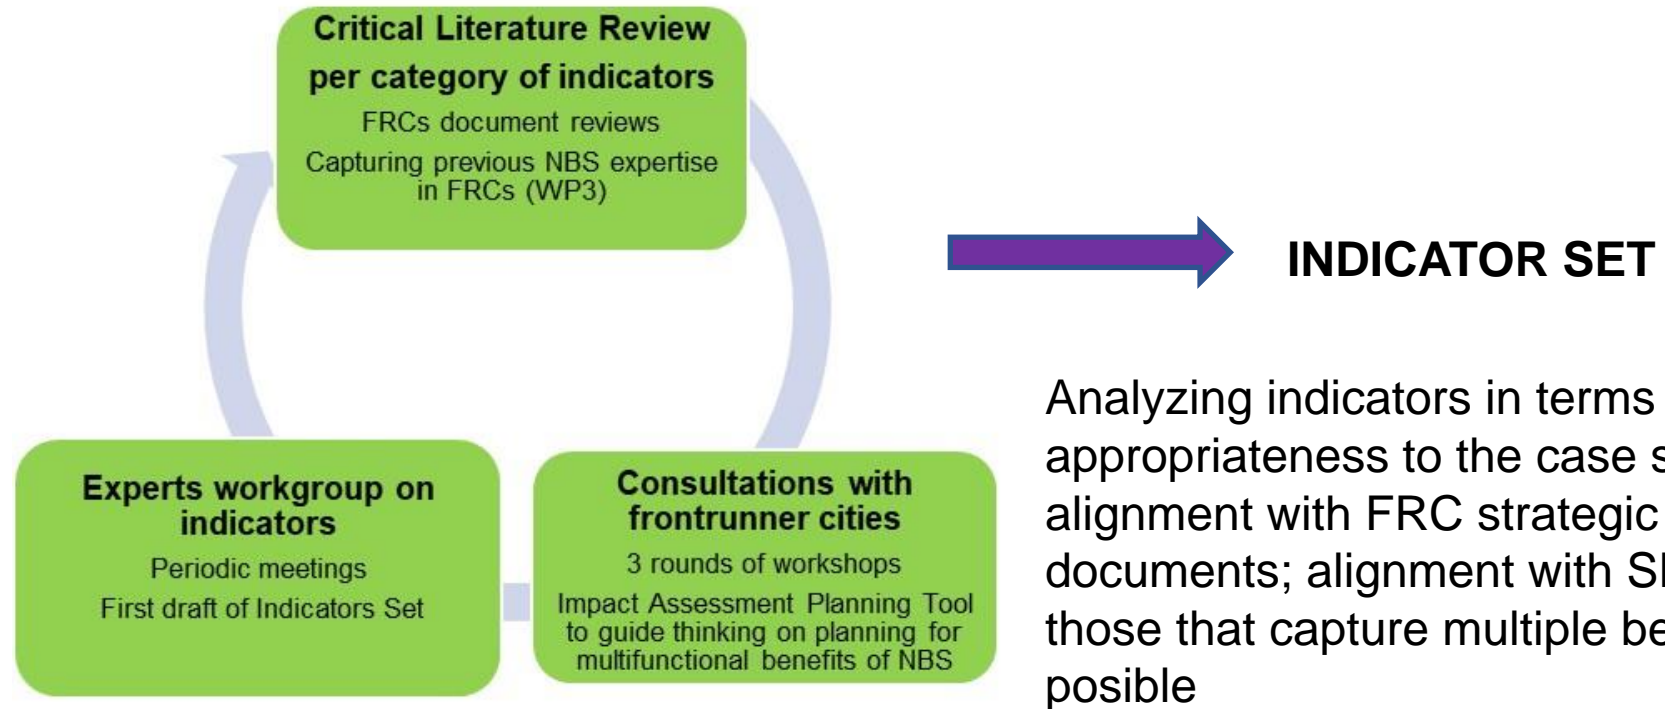 Critical Literature Review
per category of indicators
FRCs document reviews
Capturing previous NBS expertise
in FRCs (WP3)
INDICATOR SET
Experts workgroup on
indicators
Periodic meetings
First draft of Indicators Set
Consultations with
frontrunner cities
3 rounds of workshops
Impact Assessment Planning Tool
to guide thinking on planning for
multifunctional benefits of NBS
Analyzing indicators in terms
appropriateness to the case
alignment with FRC strategic
documents; alignment with
those that capture multiple
posible